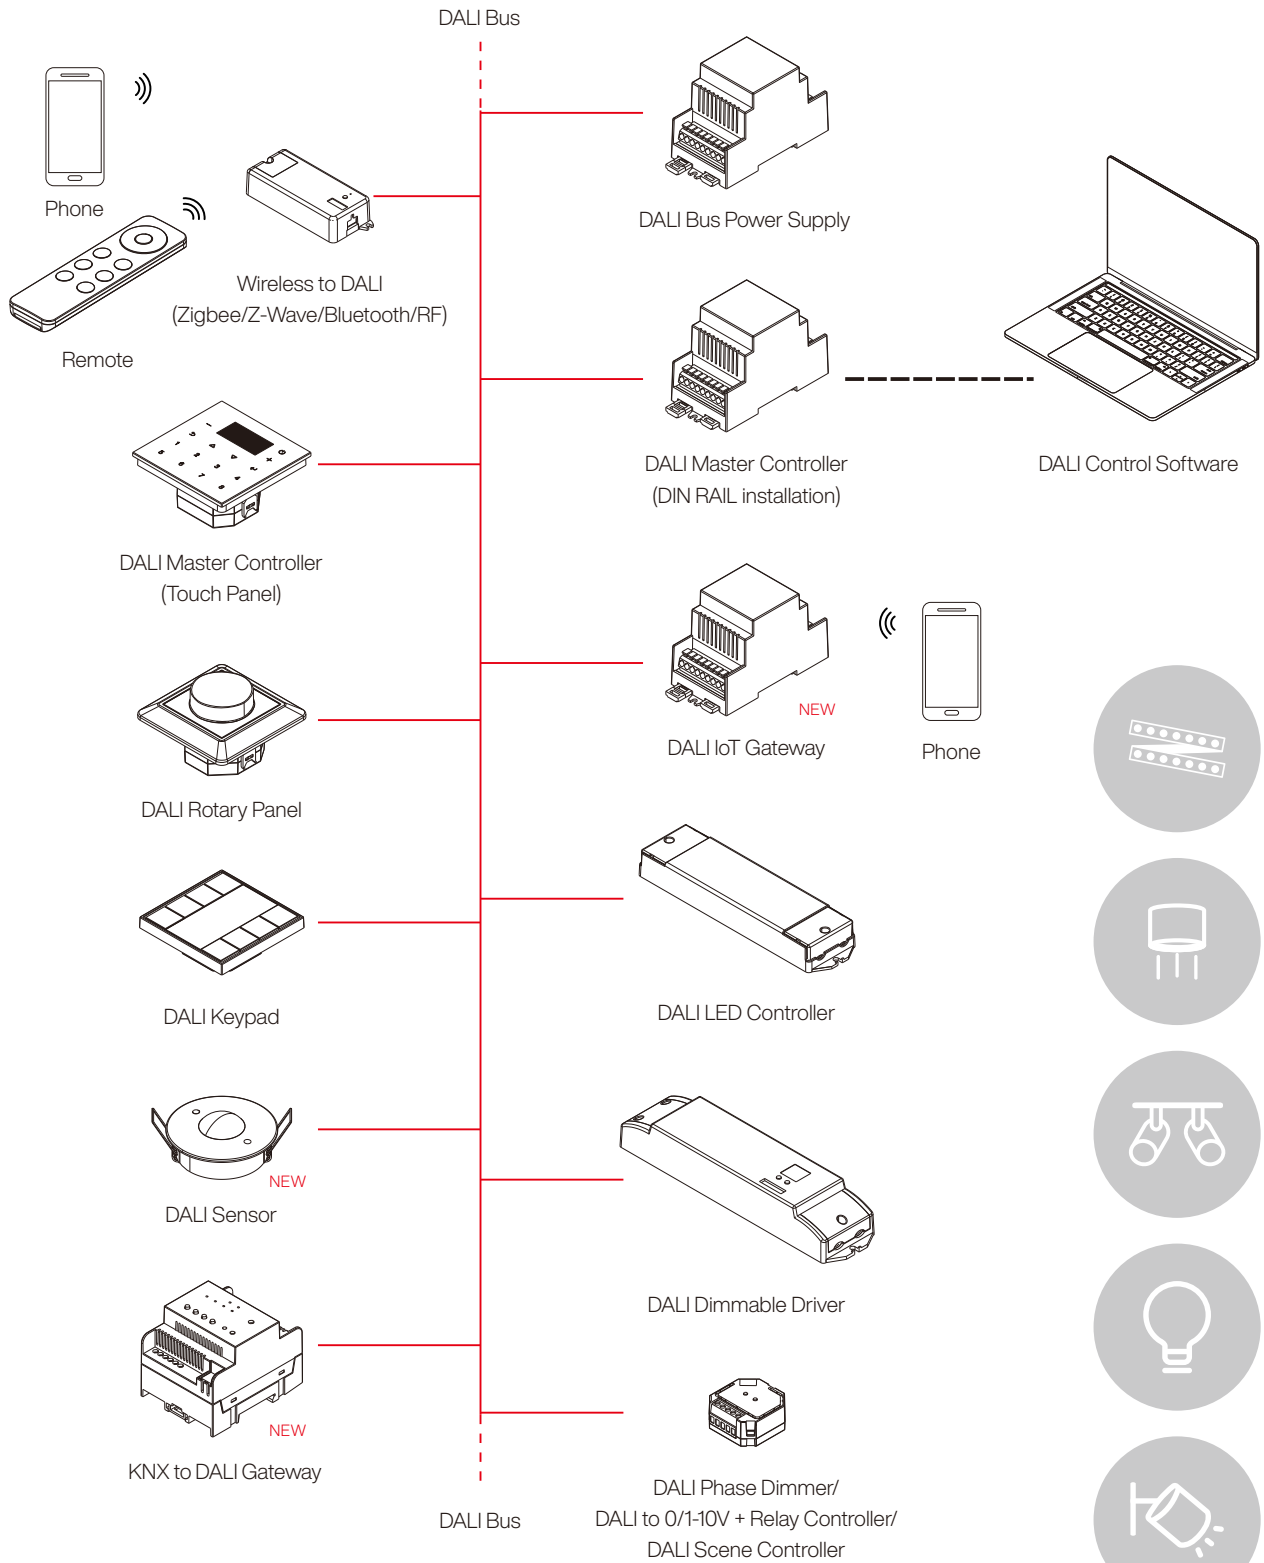 DALI Bus
Phone
Remote
Wireless to DALI
(Zigbee/Z-Wave/Bluetooth/RF)
DALI Bus Power Supply
DALI Master Controller
(DIN RAIL installation)
DALI Control Software
DALI Master Controller
(Touch Panel)
NEW
DALI IoT Gateway
Phone
DALI Rotary Panel
DALI Keypad
DALI LED Controller
NEW
DALI Sensor
DALI Dimmable Driver
NEW
KNX to DALI Gateway
DALI Phase Dimmer/
DALI to 0/1-10V + Relay Controller/
DALI Scene Controller
DALI Bus